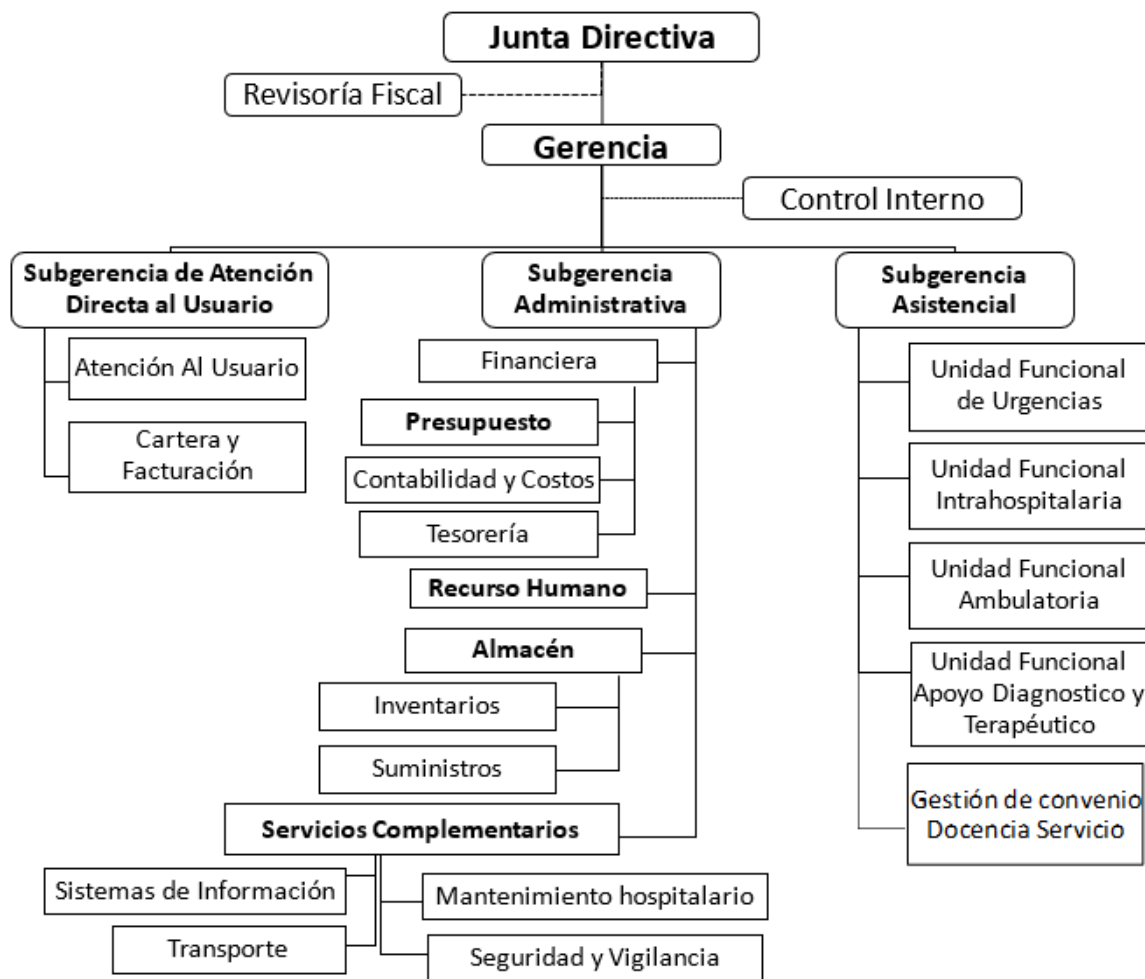 Junta Directiva
Revisoría Fiscal
Gerencia
Control Interno
Subgerencia de Atención
Directa al Usuario
Subgerencia
Administrativa
Subgerencia
Asistencial
Atención Al Usuario
Cartera y
Facturación
Financiera
Presupuesto
Contabilidad y Costos
Tesorería
Recurso Humano
Almacén
Inventarios
Suministros
Servicios Complementarios
Sistemas de Información
Transporte
Mantenimiento hospitalario
Seguridad y Vigilancia
Unidad Funcional
de Urgencias
Unidad Funcional
Intrahospitalaria
Unidad Funcional
Ambulatoria
Unidad Funcional
Apoyo Diagnostico y
Terapéutico
Gestión de convenio
Docencia Servicio